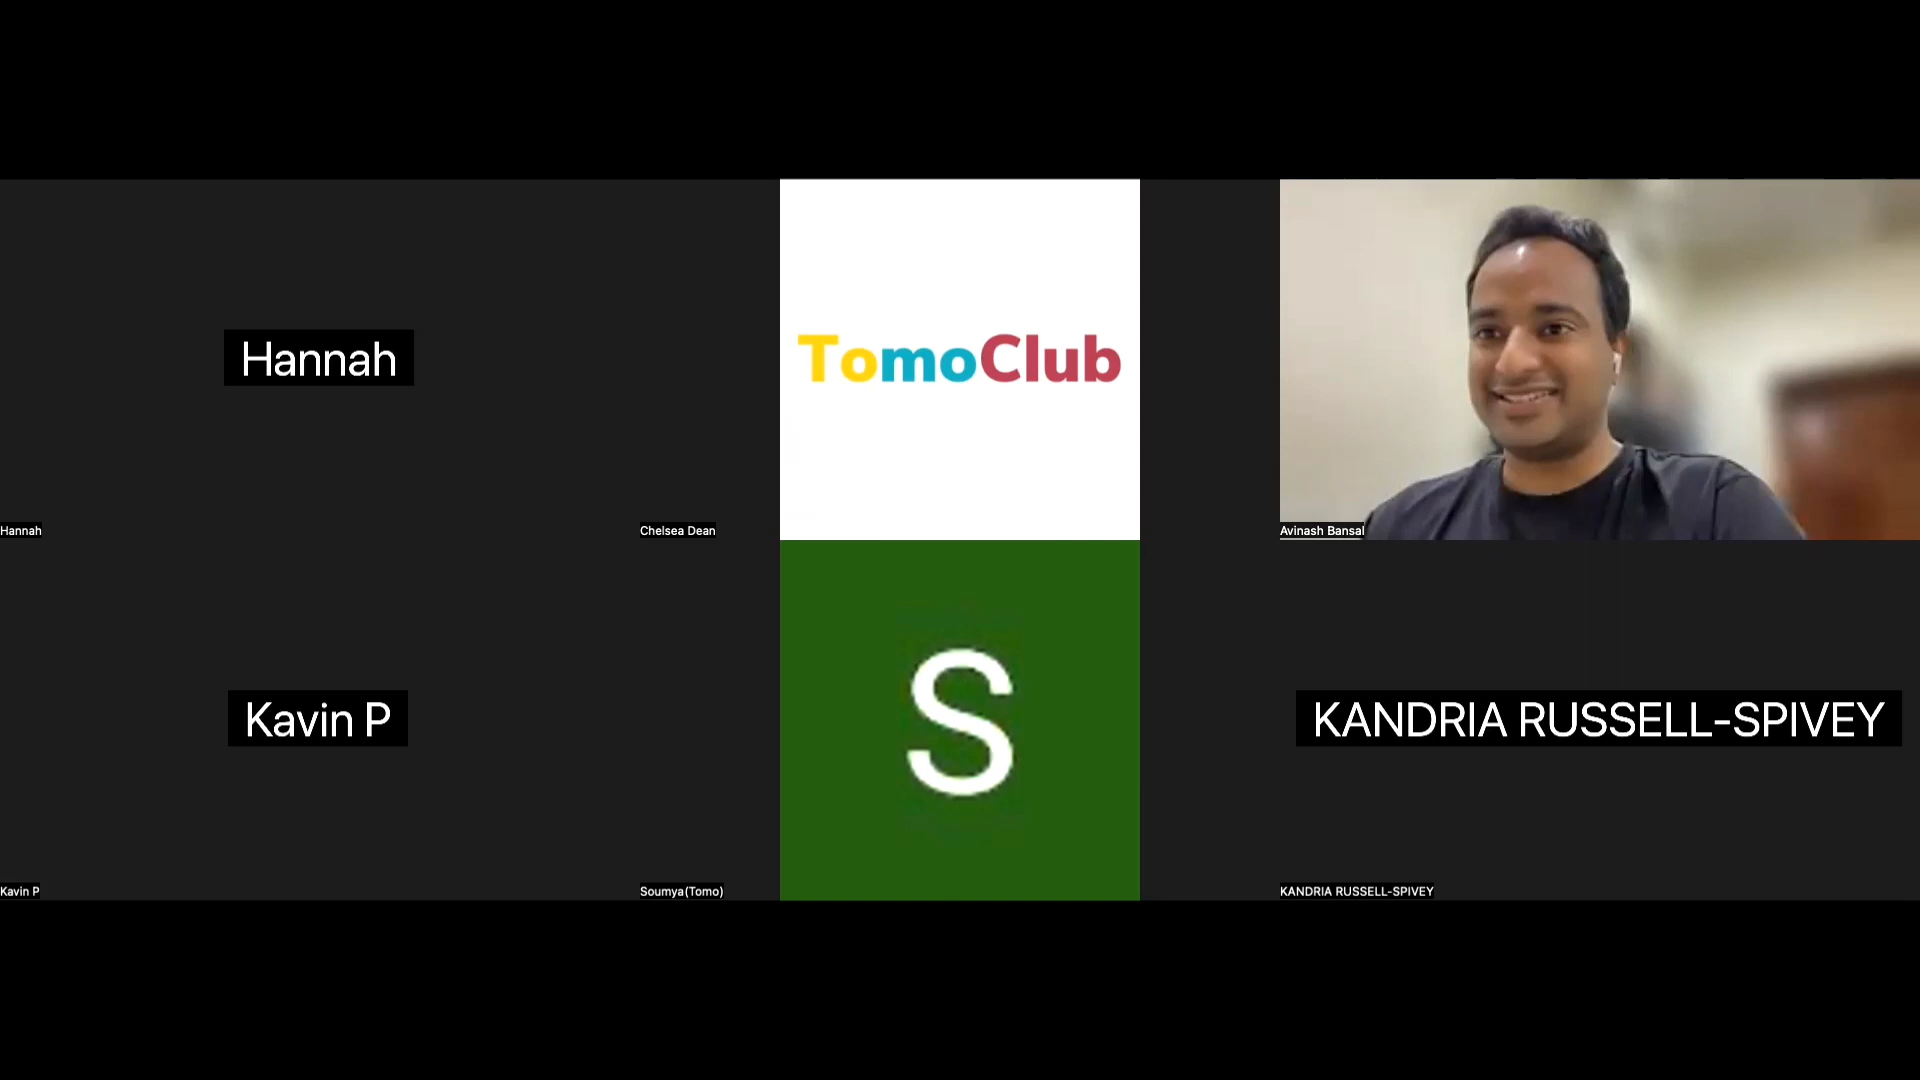 Hannah
Hannah
TomoClub
Chelsea Dean
Avinash Bansal
Kavin P
Kavin P
S
Soumya(Tomo)
KANDRIA RUSSELL-SPIVEY
KANDRIA RUSSELL-SPIVEY